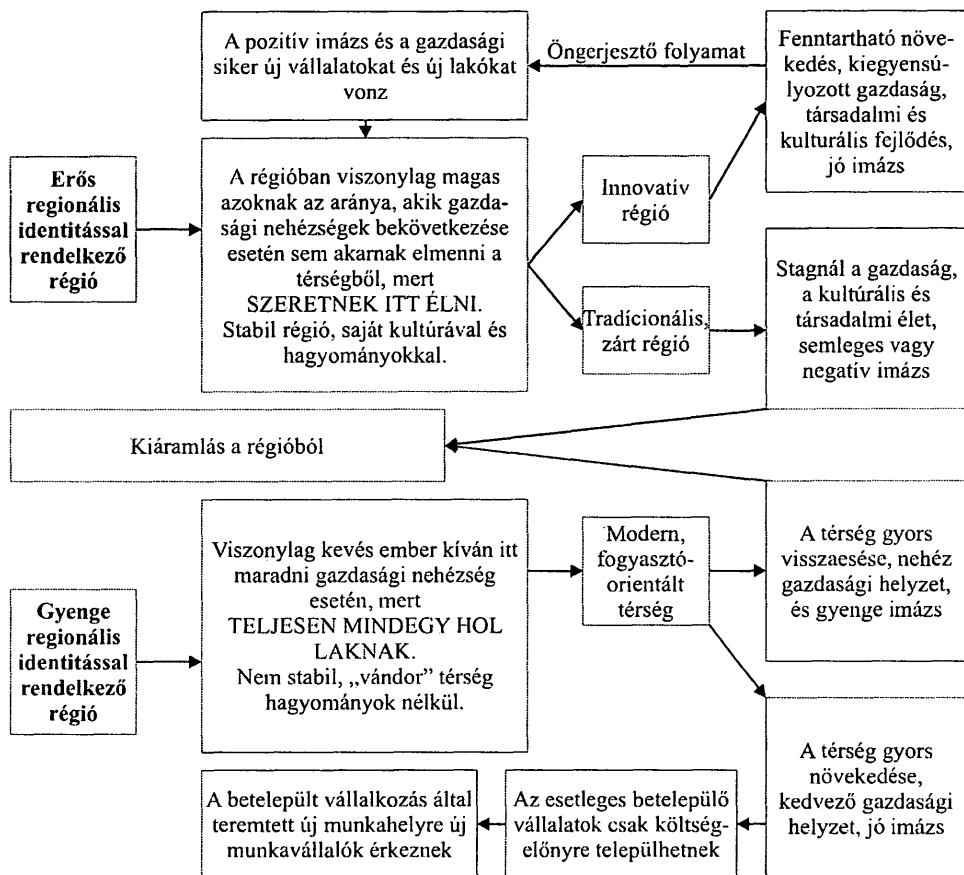 A pozitív imázs és a gazdasági
siker új vállalatokat és új lakókat
vonz
Öngerjesztő folyamat
Fenntartható növe-
kedés, kiegyensú-
lyozott gazdaság,
társadalmi és
kulturális fejlődés,
jó imázs
Erős
regionális
identitással
rendelkező
régió
A régióban viszonylag magas
azoknak az aránya, akik gazda-
sági nehézségek bekövetkezése
esetén sem akarnak elmenni a
térségből, mert
SZERETNEK ITT ÉLNI.
Stabil régió, saját kultúrával és
hagyományokkal.
Innovatív
régió
Tradícionális,
zárt régió
Stagnál a gazdaság,
a kultúrális és
társadalmi élet,
semleges vagy
negatív imázs
Kiáramlás a régióból
Gyenge
regionális
identitással
rendelkező
régió
Viszonylag kevés ember kíván itt
maradni gazdasági nehézség
esetén, mert
TELJESEN MINDEGY HOL
LAKNAK.
Nem stabil, „vándor” térség
hagyományok nélkül.
Modern,
fogyasztó-
orientált
térség
A térség gyors
visszaesése, nehéz
gazdasági helyzet,
és gyenge imázs
A térség gyors
növekedése,
kedvező gazdasági
helyzet, jó imázs
Az esetleges betelepülő
vállalatok csak költség-
előnyre települhetnek
A betelepült vállalkozás által
teremtett új munkahelyre új
munkavállalók érkeznek